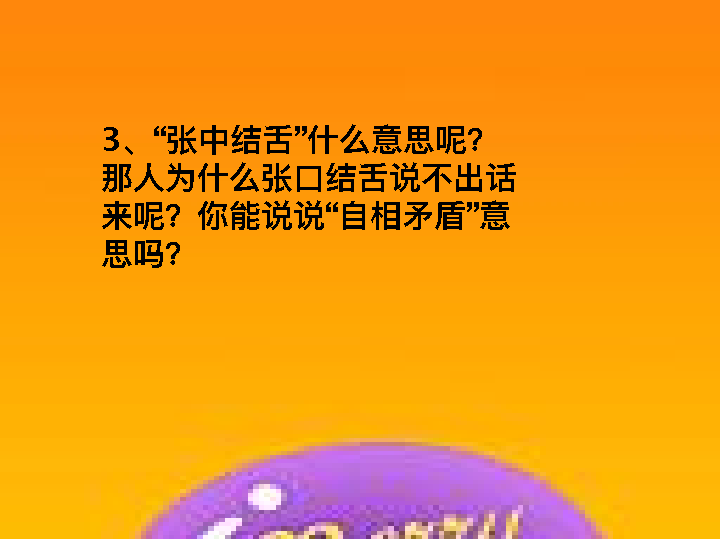 3、“张中结舌”什么意思呢？
那人为什么张口结舌说不出话
来呢？你能说说“自相矛盾”意
思吗？